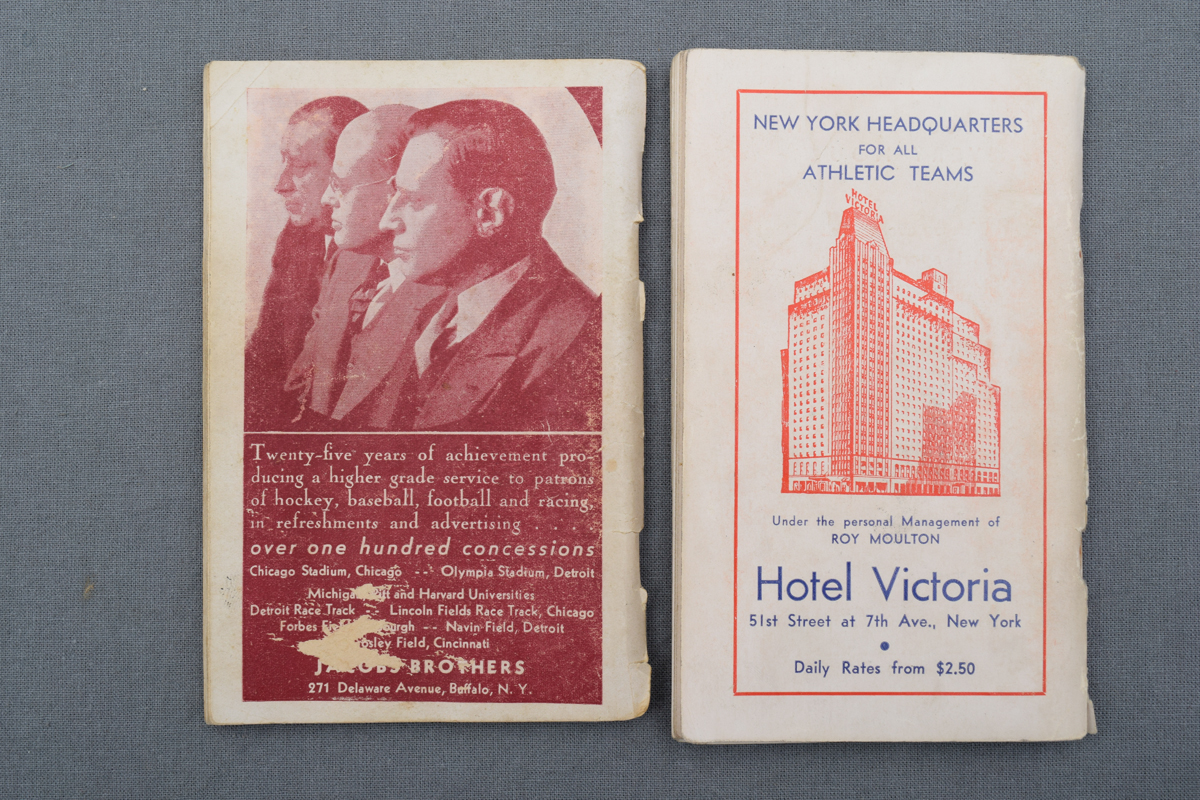 Twenty-five years of achievement pro-
ducing a higher grade service to patrons
of hockey, baseball, football and racing,
in refreshments and advertising . . .
over one hundred concessions
Chicago Stadium, Chicago -- Olympia Stadium, Detroit
and Harvard Universities
Detroit Race Track -- Lincoln Fields Race Track, Chicago
Forbes -- Navin Field, Detroit
Field, Cincinnati
BROTHERS
271 Delaware Avenue, Buffalo, N. Y.
NEW YORK HEADQUARTERS
FOR ALL
ATHLETIC TEAMS
HOTEL
VICTORIA
Under the personal Management of
ROY MOULTON
Hotel Victoria
51st Street at 7th Ave., New York
Daily Rates from $2.50